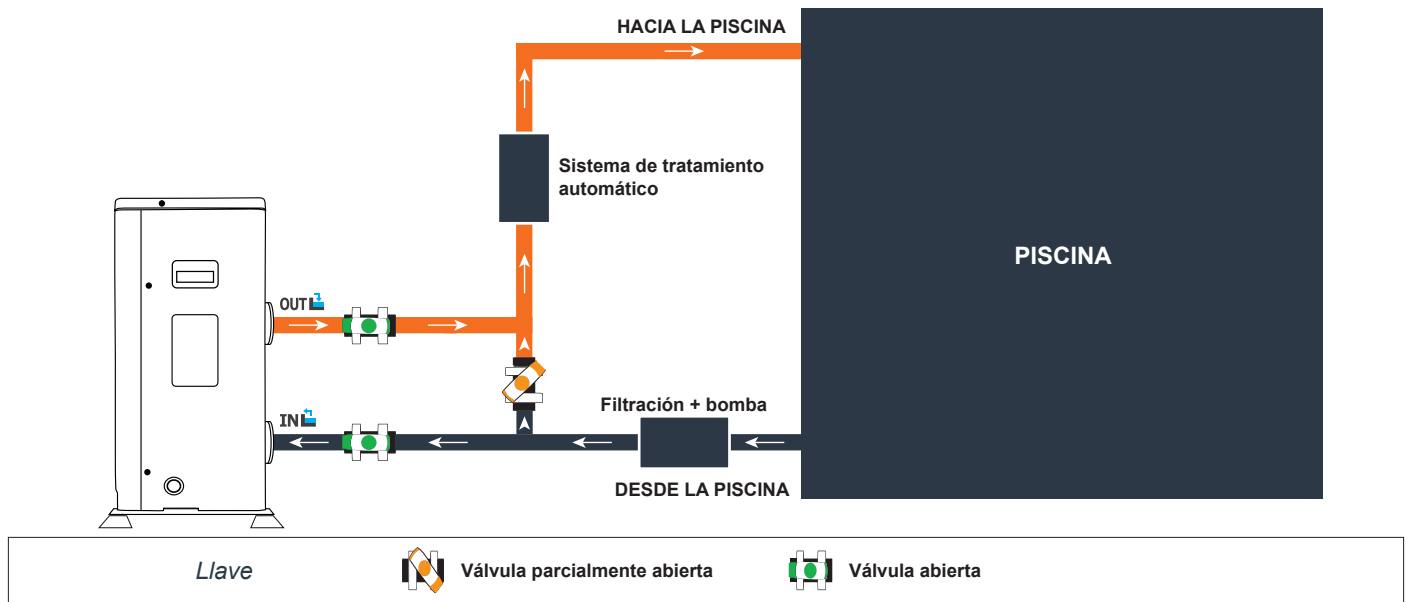 HACIA LA PISCINA
Sistema de tratamiento
automático
PISCINA
OUT
IN
Filtración + bomba
DESDE LA PISCINA
Llave
Válvula parcialmente abierta
Válvula abierta